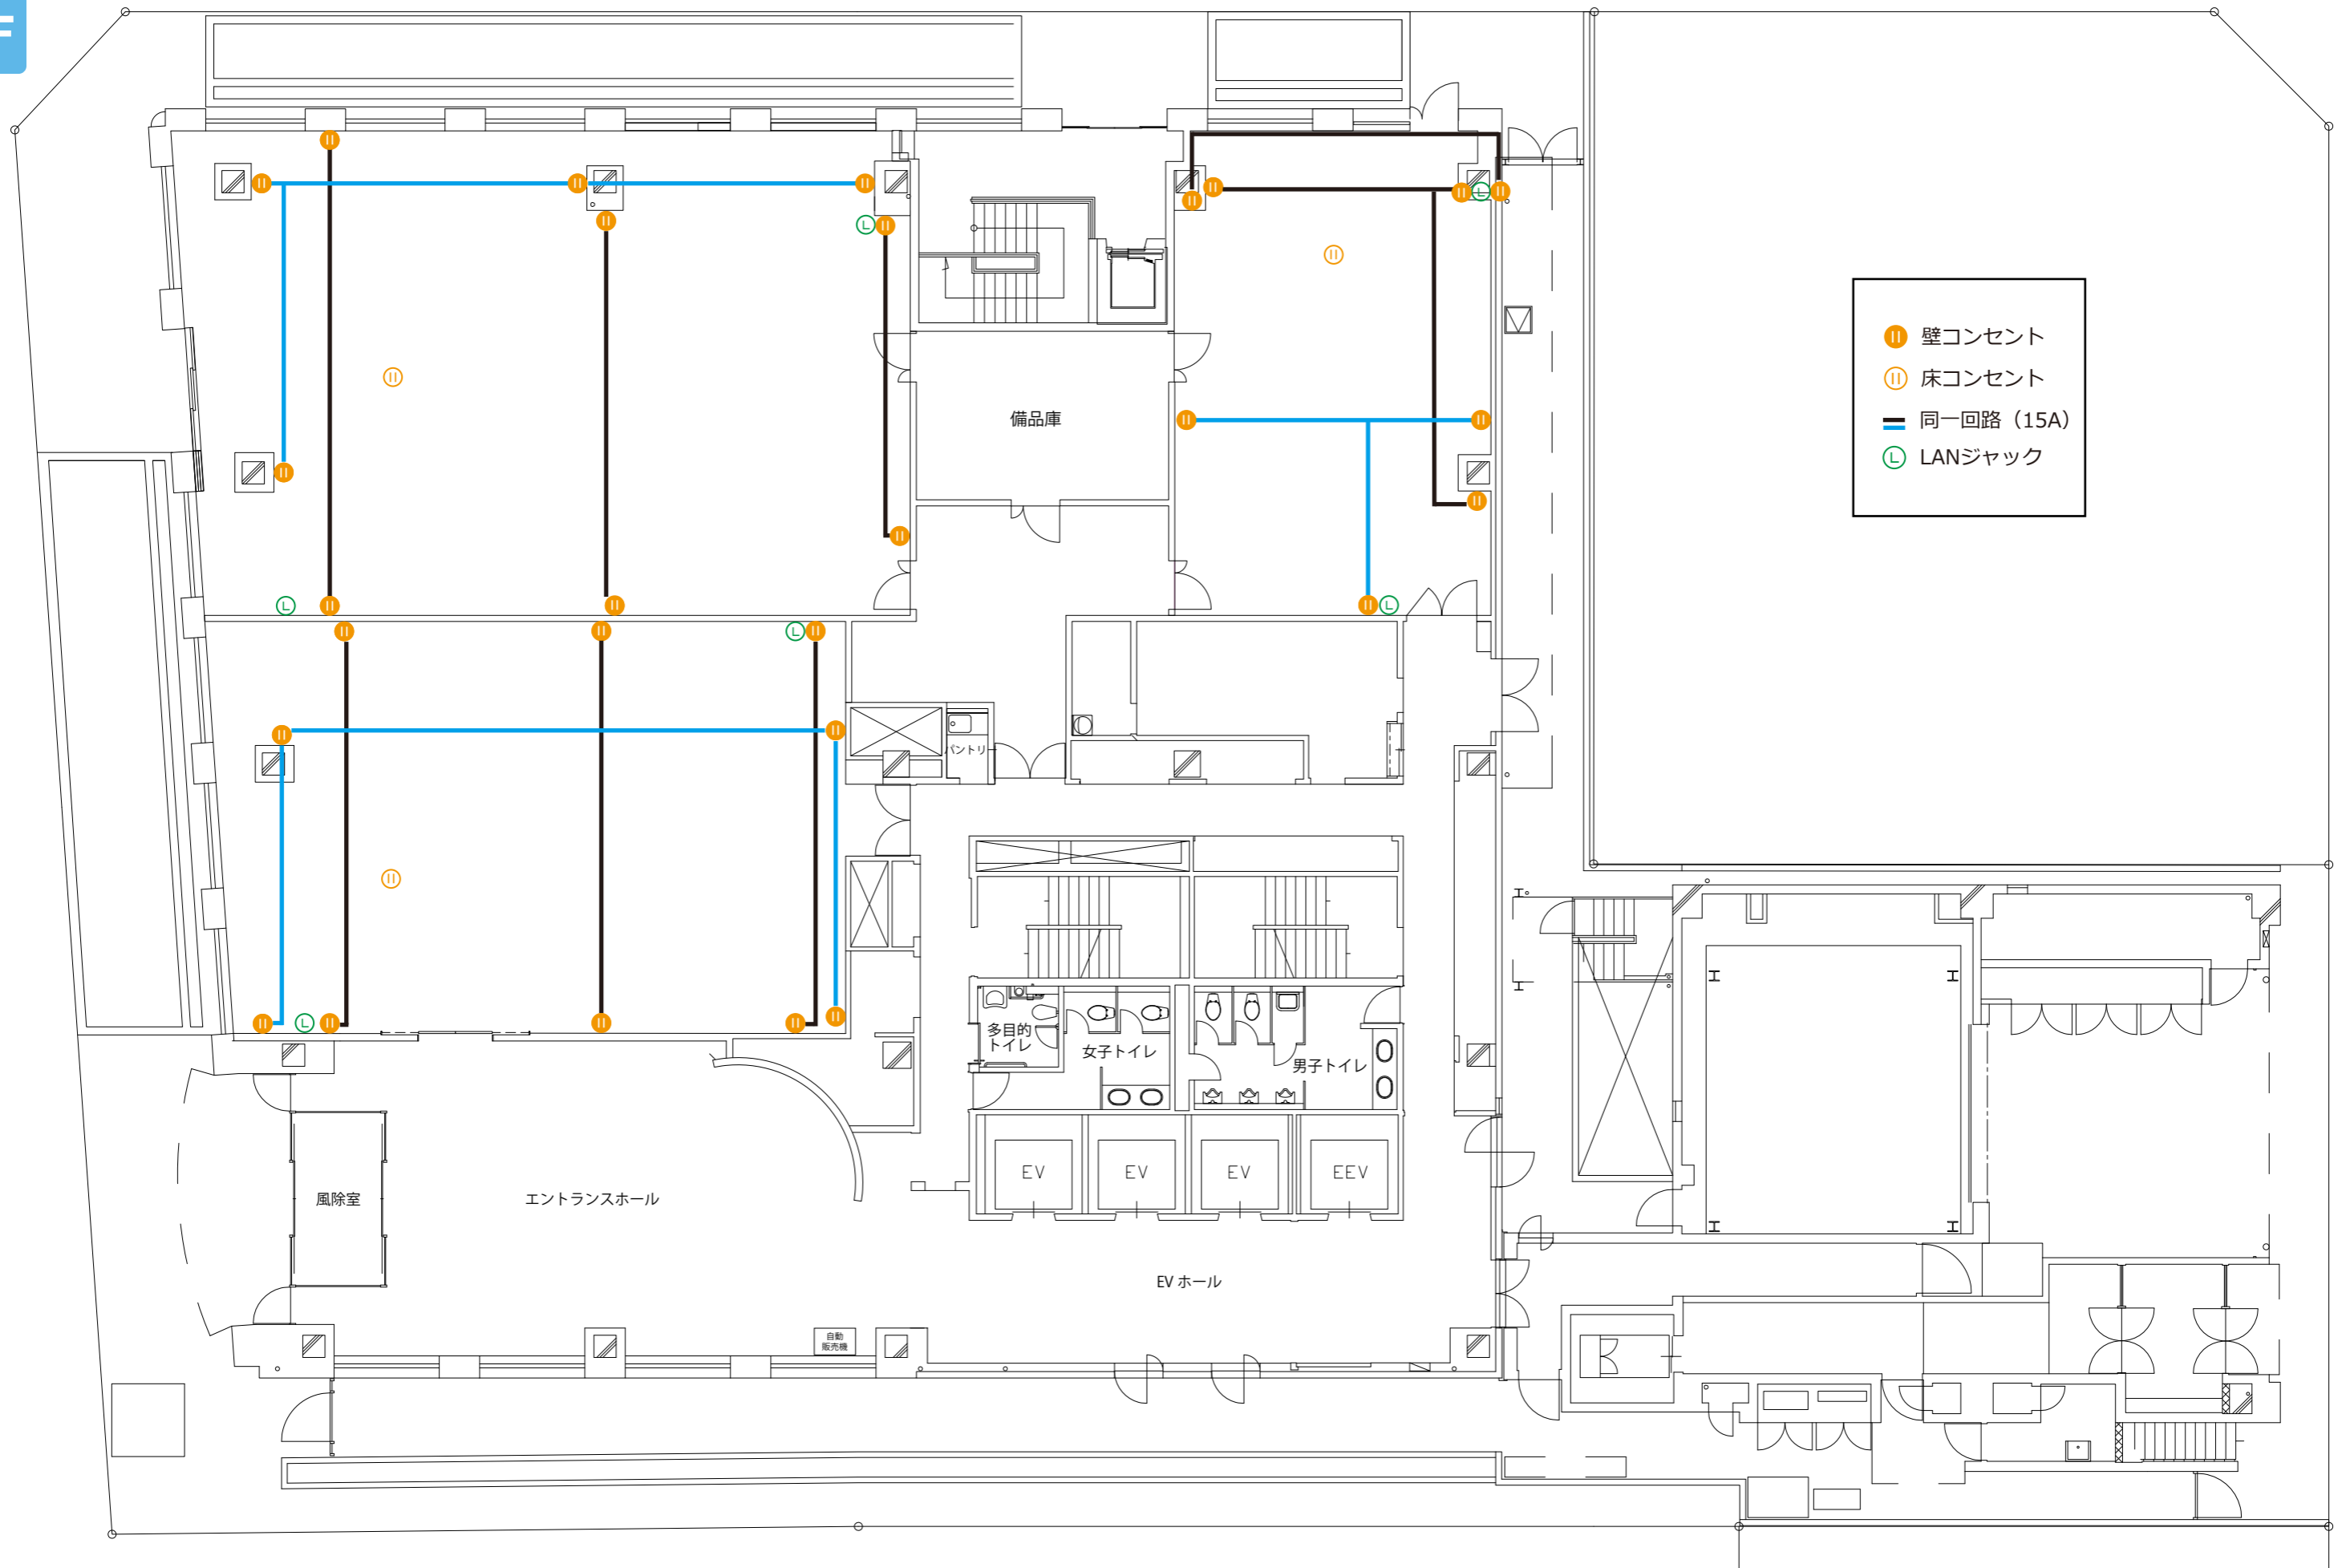 壁コンセント
床コンセント
同一回路（15A）
LANジャック
備品庫
パントリー
多目的
トイレ
女子トイレ
男子トイレ
EV
EV
EV
EEV
風除室
エントランスホール
EV ホール
自動
販売機
L
L
L
L
L
L
L